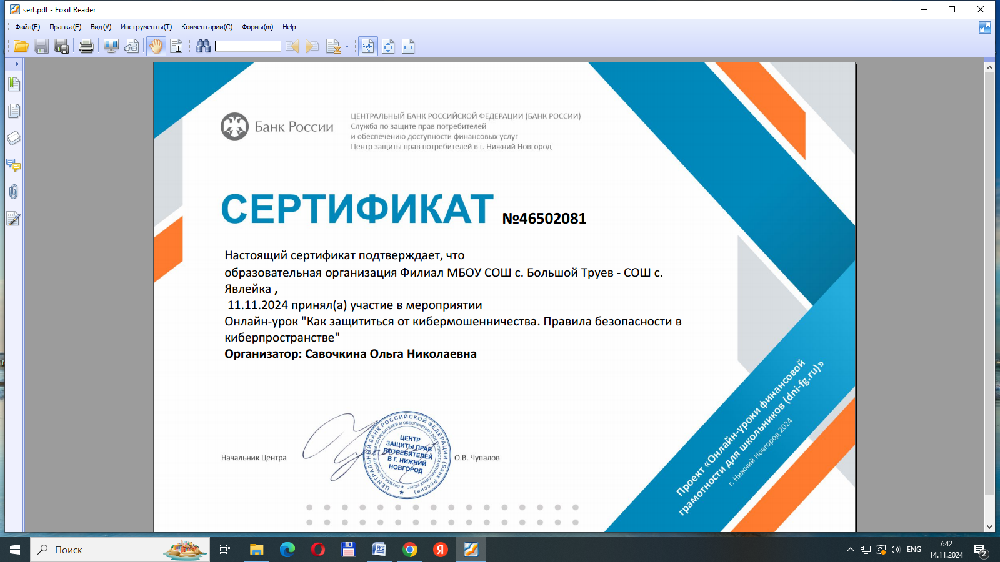 sert.pdf - Foxit Reader
Файл(F) Правка(E) Вид(V) Инструменты(T) Комментарии(C) Формы(m) Help
100 %
Банк России
ЦЕНТРАЛЬНЫЙ БАНК РОССИЙСКОЙ ФЕДЕРАЦИИ (БАНК РОССИИ)
Служба по защите прав потребителей
и обеспечению доступности финансовых услуг
Центр защиты прав потребителей в г. Нижний Новгород
СЕРТИФИКАТ №46502081
Настоящий сертификат подтверждает, что
образовательная организация Филиал МБОУ СОШ с. Большой Труев - СОШ с.
Явлейка ,
11.11.2024 принял(а) участие в мероприятии
Онлайн-урок "Как защититься от кибермошенничества. Правила безопасности в
киберпространстве"
Организатор: Савочкина Ольга Николаевна
Начальник Центра
ЦЕНТРАЛЬНЫЙ БАНК РОССИЙСКОЙ ФЕДЕРАЦИИ (Банк России)
СЛУЖБА ПО ЗАЩИТЕ ПРАВ ПОТРЕБИТЕЛЕЙ И ОБЕСПЕЧЕНИЮ ДОСТУПНОСТИ ФИНАНСОВЫХ УСЛУГ
ЦЕНТР
ЗАЩИТЫ ПРАВ
ПОТРЕБИТЕЛЕЙ
В Г. НИЖНИЙ
НОВГОРОД
О.В. Чупалов
Проект «Онлайн-уроки финансовой
грамотности для школьников (dni-fg.ru)»
г. Нижний Новгород 2024
Поиск
ENG
7:42
14.11.2024
2